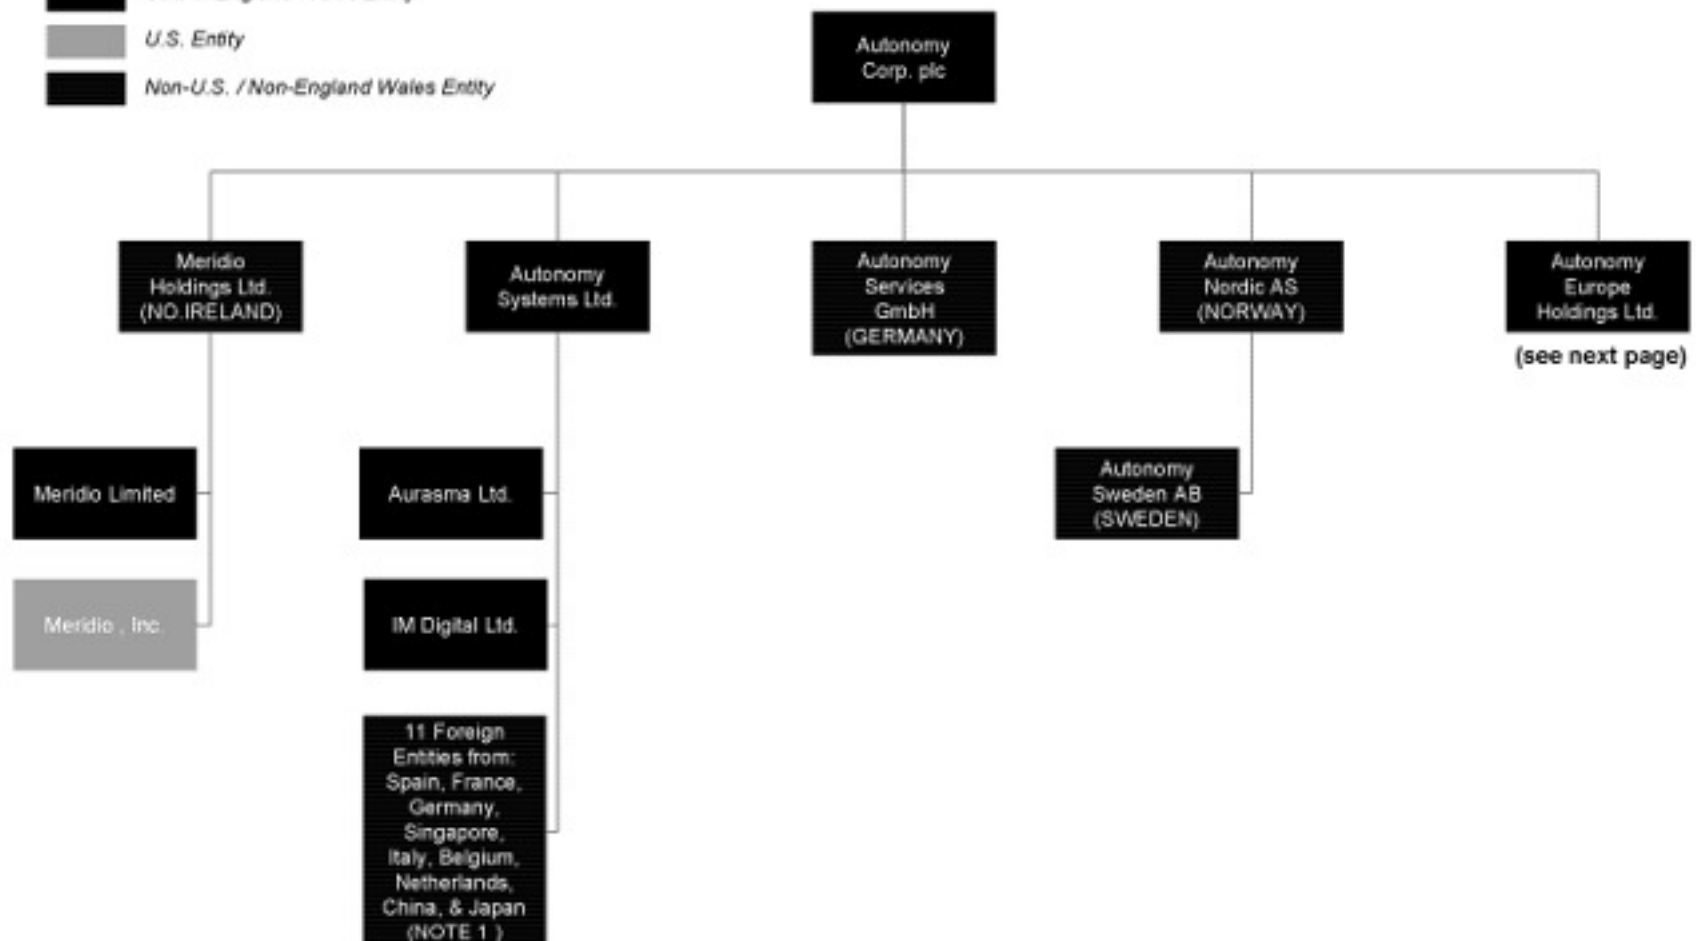 U.S. Entity
Non-U.S. / Non-England Wales Entity
Autonomy
Corp. plc
Meridio
Holdings Ltd.
(NO.IRELAND)
Autonomy
Systems Ltd.
Autonomy
Services
GmbH
(GERMANY)
Autonomy
Nordic AS
(NORWAY)
Autonomy
Europe
Holdings Ltd.
(see next page)
Meridio Limited
Aurasma Ltd.
Autonomy
Sweden AB
(SWEDEN)
Meridio , Inc.
IM Digital Ltd.
11 Foreign
Entities from:
Spain, France,
Germany,
Singapore,
Italy, Belgium,
Netherlands,
China, & Japan
(NOTE 1 )